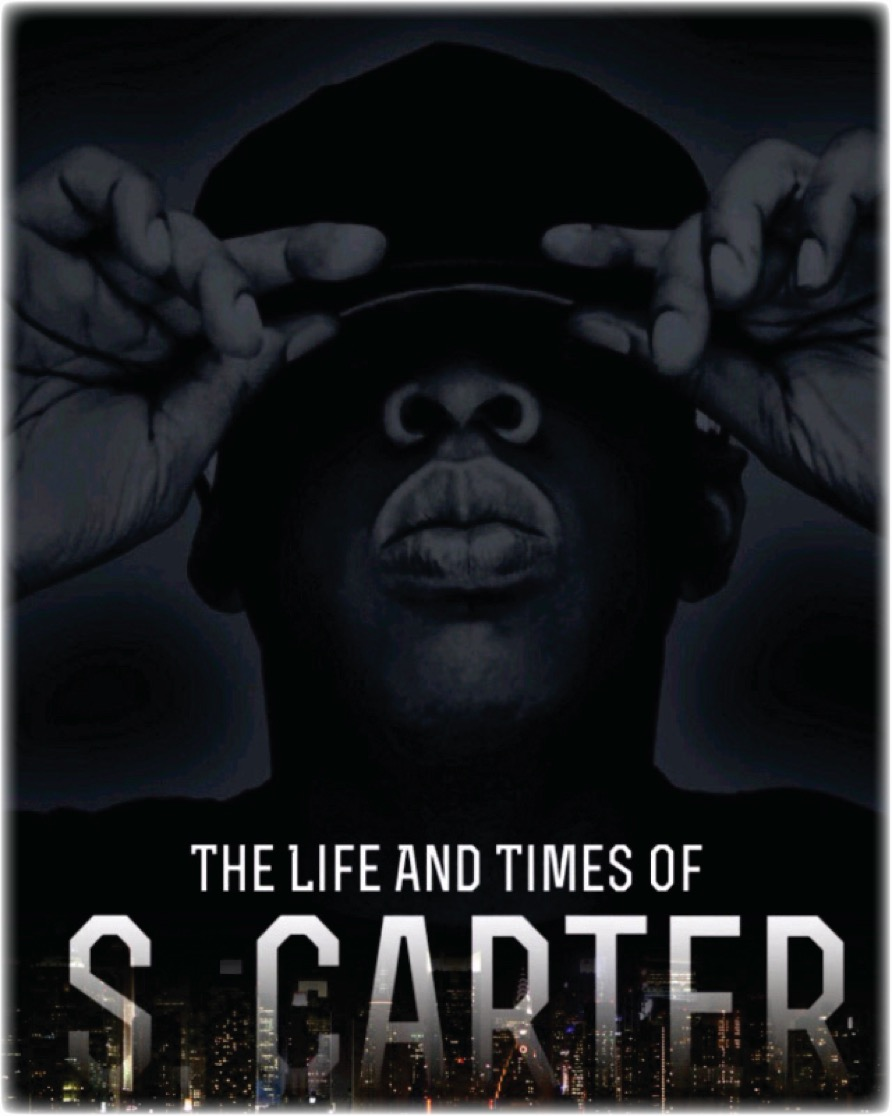 THE LIFE AND TIMES OF
S. CARTER